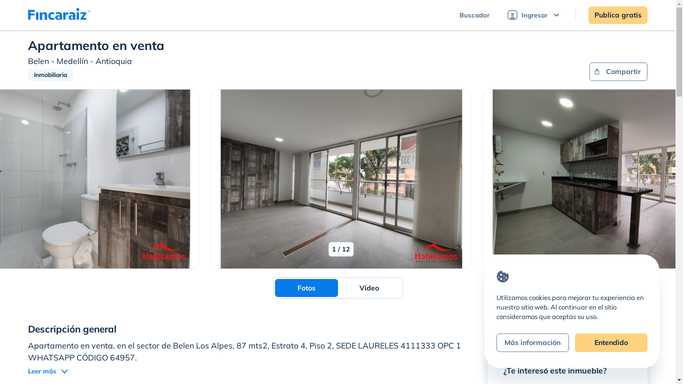 Fincaraiz
Buscador
Ingresar
Publica gratis
Apartamento en venta
Belen - Medellín - Antioquia
Inmobiliaria
Compartir
1 / 12
Fotos
Video
Utilizamos cookies para mejorar tu experiencia en
nuestro sitio web. Al continuar en el sitio
consideramos que aceptas su uso.
Más información
Entendido
Descripción general
Apartamento en venta, en el sector de Belen Los Alpes, 87 mts2, Estrato 4, Piso 2, SEDE LAURELES 4111333 OPC 1
WHATSAPP CÓDIGO 64957.
Leer más
¿Te interesó este inmueble?